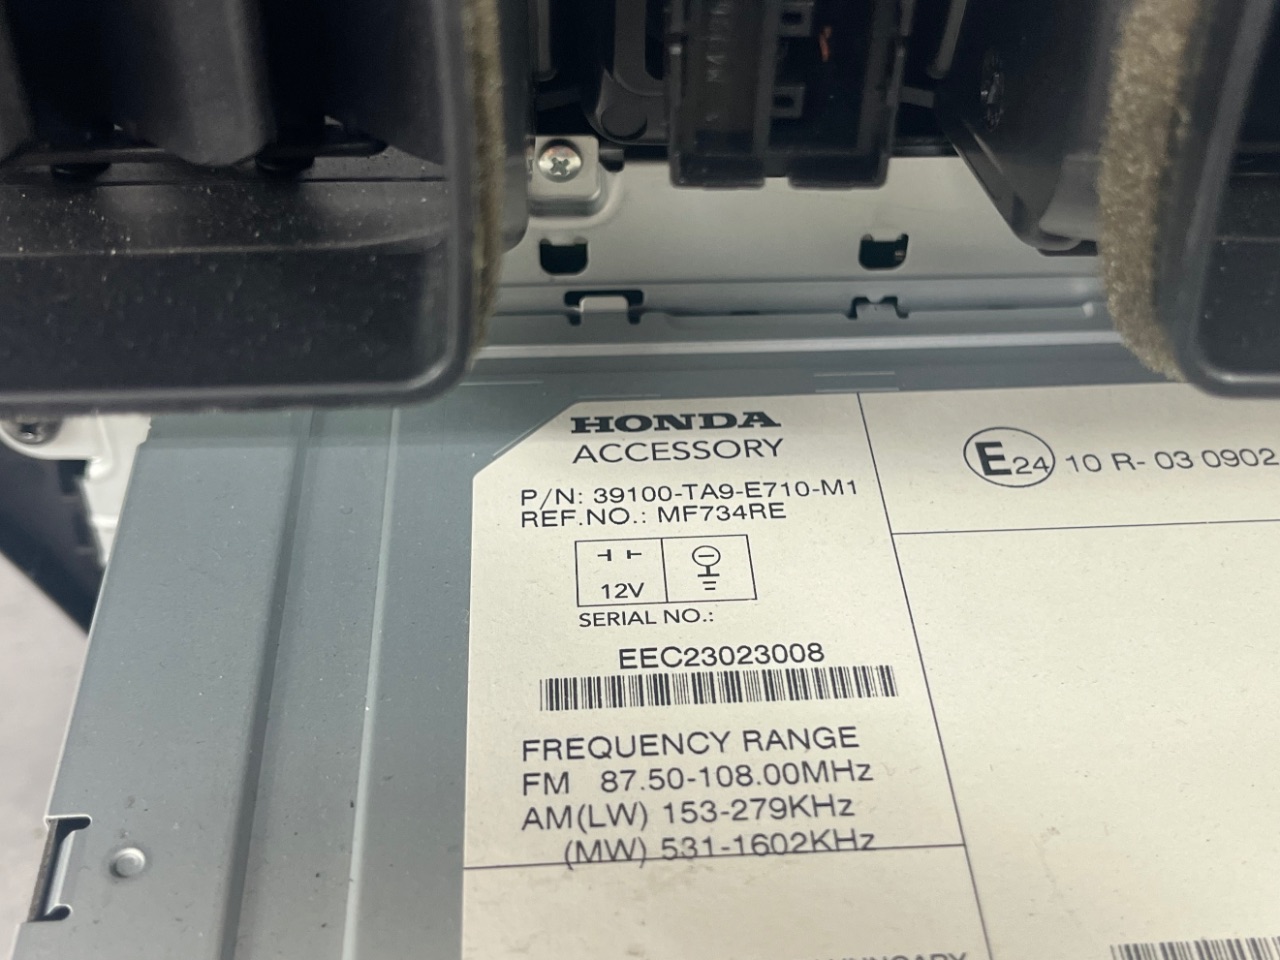 HONDA
ACCESSORY
P/N: 39100-TA9-E710-M1
REF.NO.: MF734RE
12V
SERIAL NO.:
EEC23023008
FREQUENCY RANGE
FM 87.50-108.00MHz
AM(LW) 153-279KHz
(MW) 531-1602KHz
E24 10 R- 03 0902